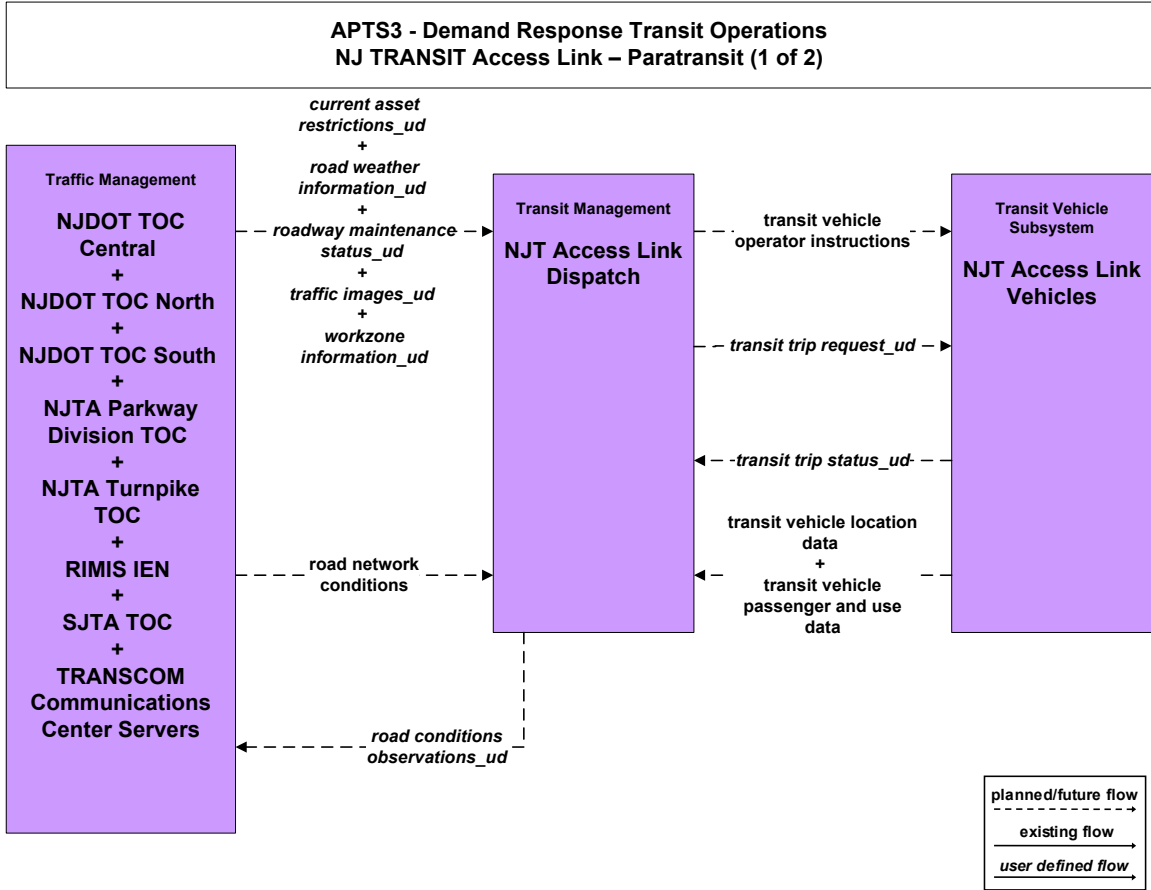 APTS3 - Demand Response Transit Operations
NJ TRANSIT Access Link – Paratransit (1 of 2)
Traffic Management
NJDOT TOC
Central
+
NJDOT TOC North
+
NJDOT TOC South
+
NJTA Parkway
Division TOC
+
NJTA Turnpike
TOC
+
RIMIS IEN
+
SJTA TOC
+
TRANSCOM
Communications
Center Servers
current asset
restrictions_ud
+
road weather
information_ud
+
roadway maintenance
status_ud
+
traffic images_ud
+
workzone
information_ud
road network
conditions
road conditions
observations_ud
Transit Management
NJT Access Link
Dispatch
transit vehicle
operator instructions
transit trip request_ud
transit trip status_ud
transit vehicle location
data
+
transit vehicle
passenger and use
data
Transit Vehicle
Subsystem
NJT Access Link
Vehicles
planned/future flow
existing flow
user defined flow